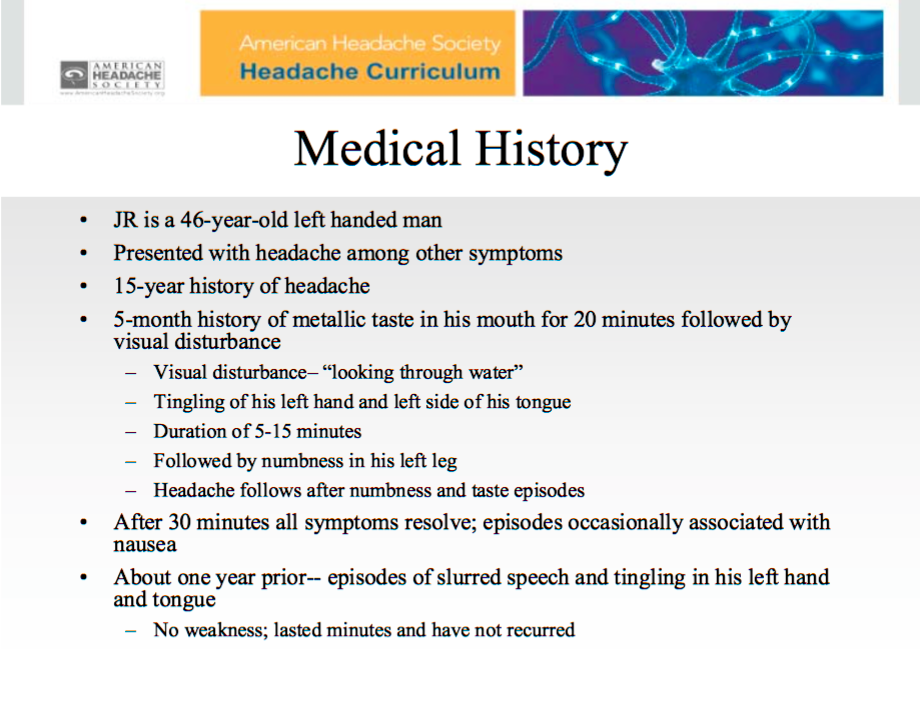 American Headache Society
Headache Curriculum
AMERICAN
HEADACHE
SOCIETY
www.AmericanHeadacheSociety.org
Medical History
• JR is a 46-year-old left handed man
• Presented with headache among other symptoms
• 15-year history of headache
• 5-month history of metallic taste in his mouth for 20 minutes followed by
visual disturbance
– Visual disturbance– “looking through water”
– Tingling of his left hand and left side of his tongue
– Duration of 5-15 minutes
– Followed by numbness in his left leg
– Headache follows after numbness and taste episodes
• After 30 minutes all symptoms resolve; episodes occasionally associated with
nausea
• About one year prior-- episodes of slurred speech and tingling in his left hand
and tongue
– No weakness; lasted minutes and have not recurred